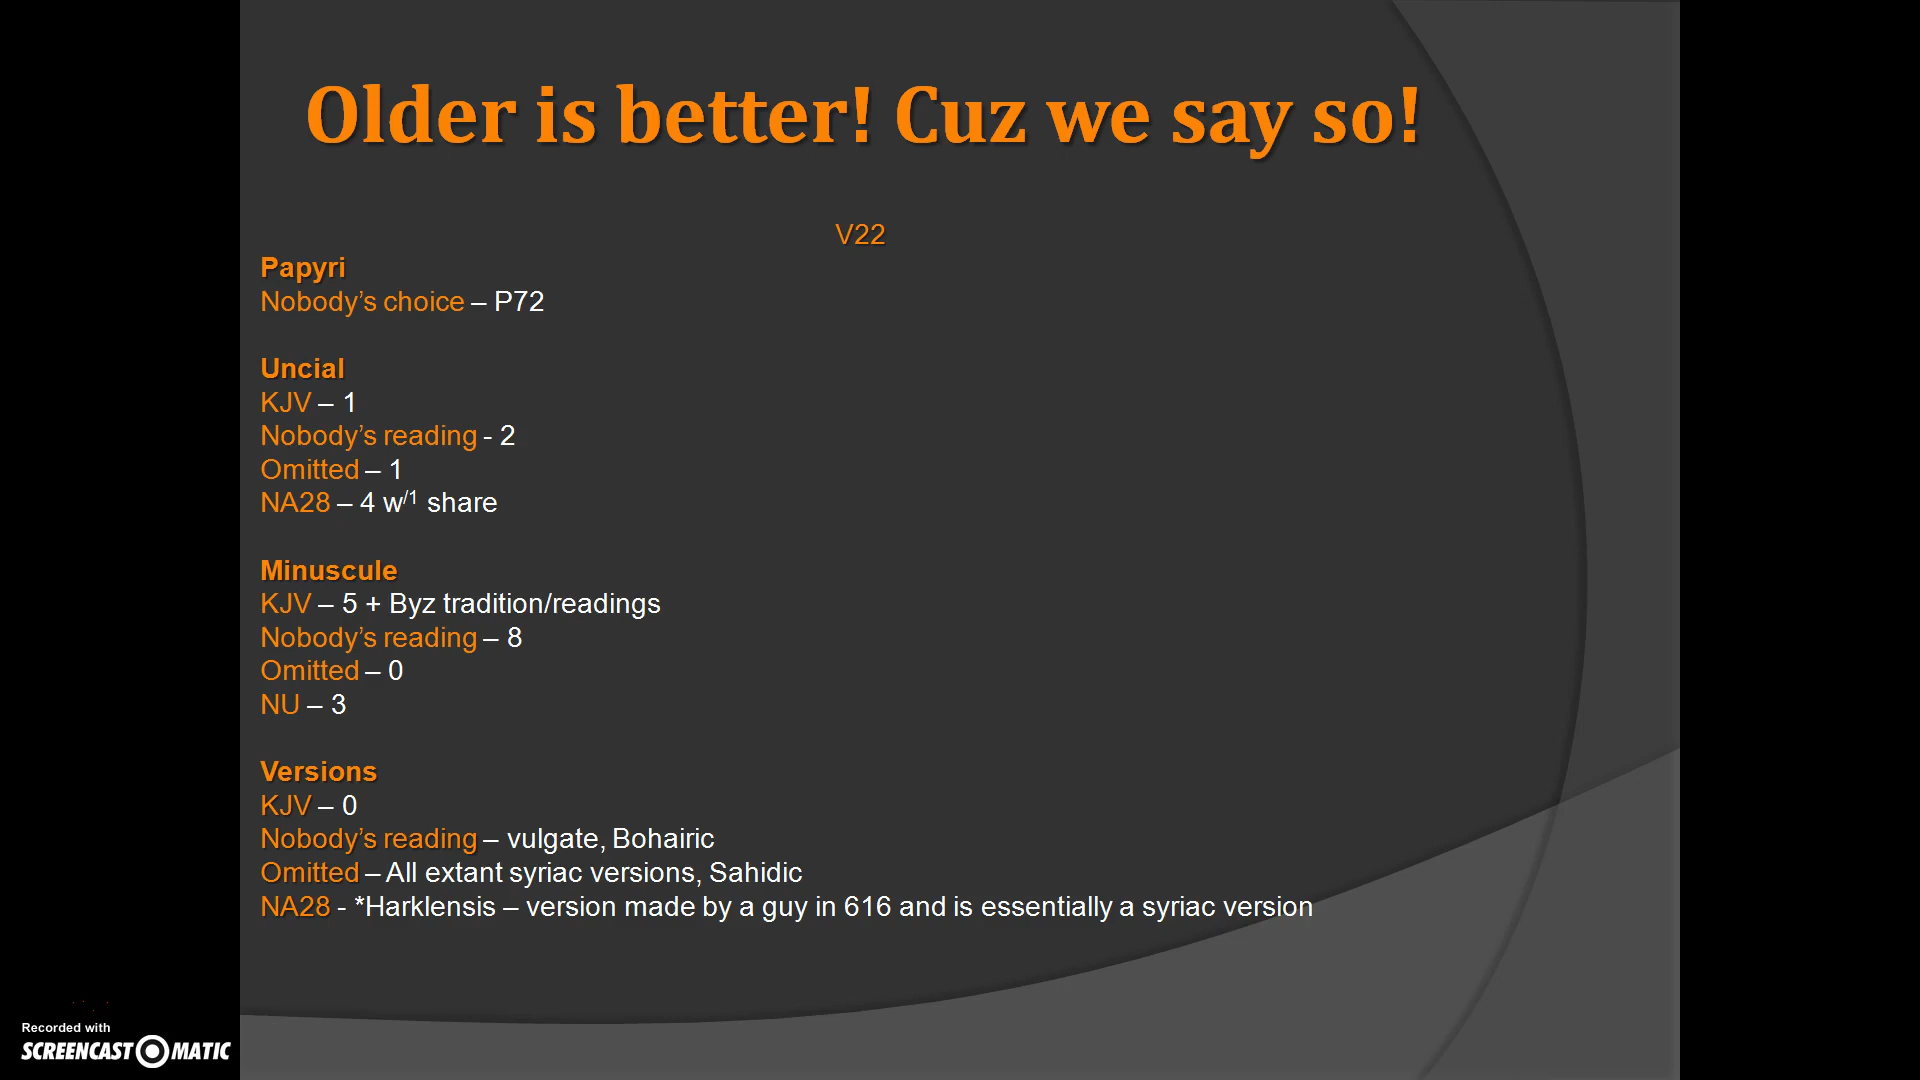 Older is better! Cuz we say so!
V22
Papyri
Nobody’s choice – P72
Uncial
KJV – 1
Nobody’s reading - 2
Omitted – 1
NA28 – 4 w/1 share
Minuscule
KJV – 5 + Byz tradition/readings
Nobody’s reading – 8
Omitted – 0
NU – 3
Versions
KJV – 0
Nobody’s reading – vulgate, Bohairic
Omitted – All extant syriac versions, Sahidic
NA28 - *Harklensis – version made by a guy in 616 and is essentially a syriac version
Recorded with
SCREENCAST MATIC